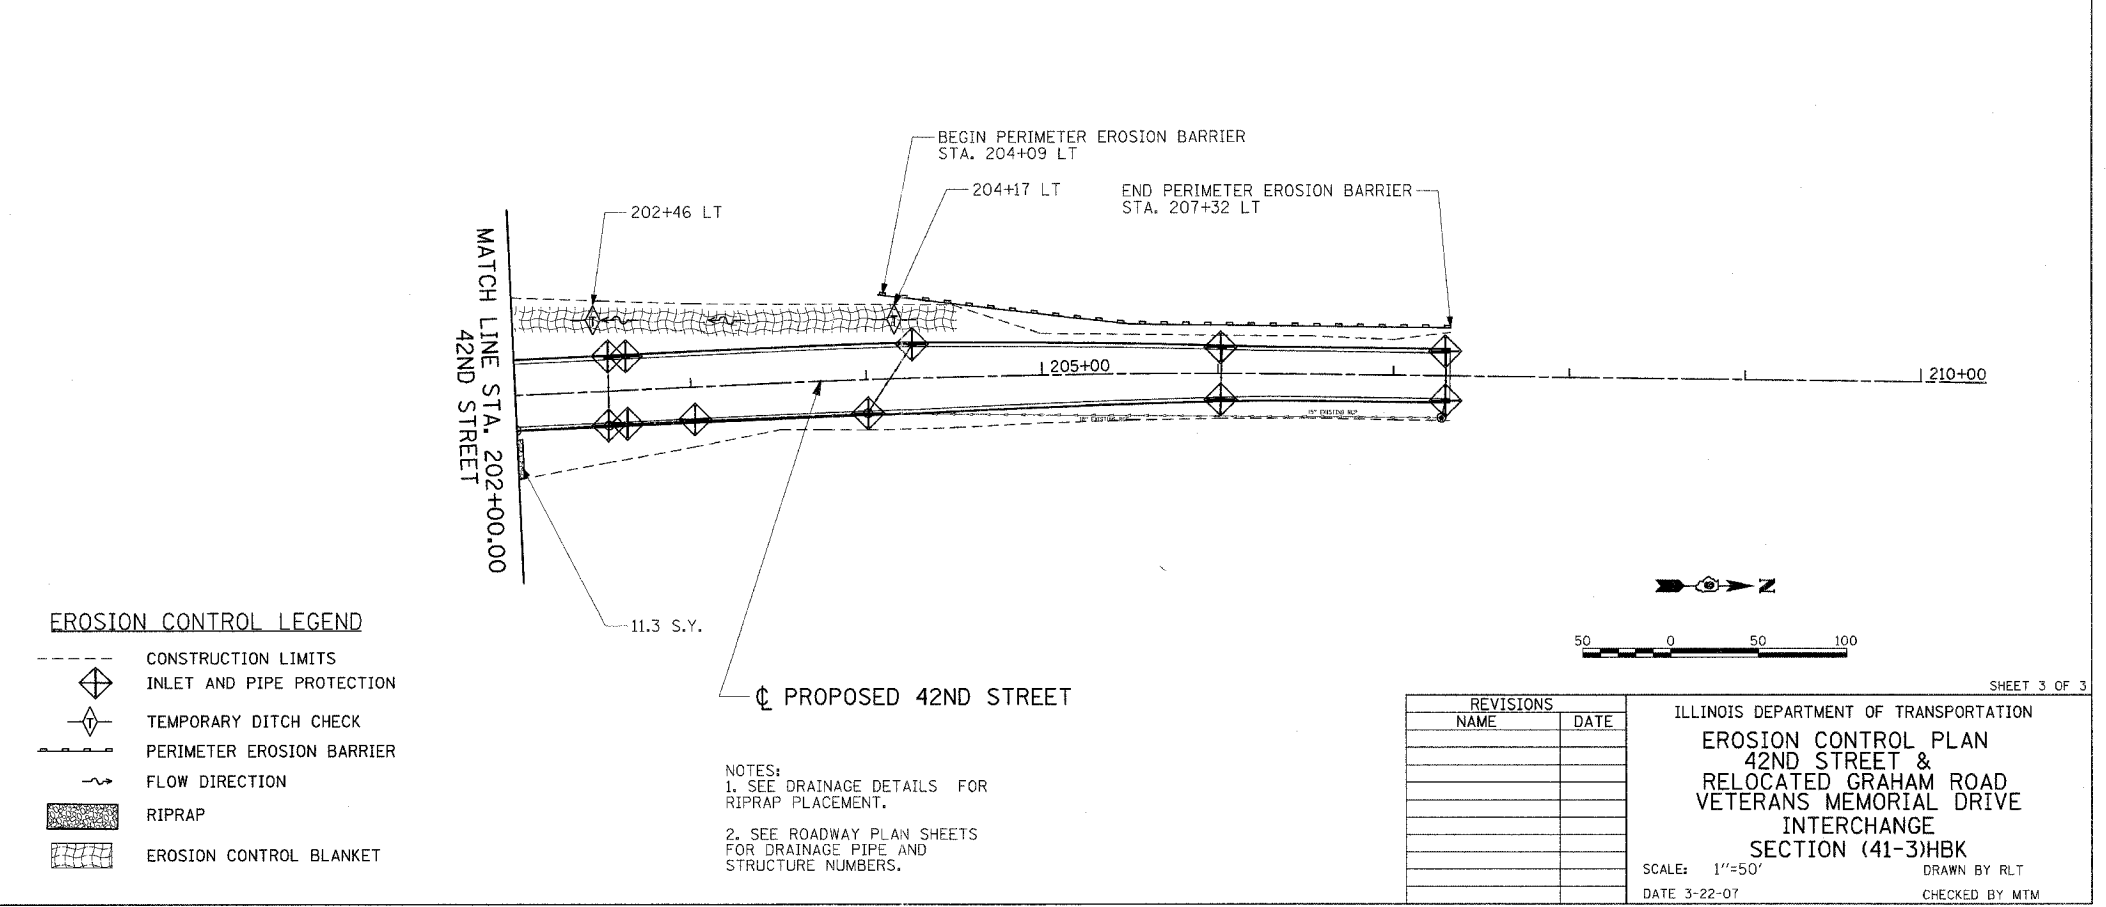 BEGIN PERIMETER EROSION BARRIER
STA. 204+09 LT
204+17 LT
END PERIMETER EROSION BARRIER
STA. 207+32 LT
202+46 LT
MATCH LINE STA. 202+00.00
42ND STREET
205+00
210+00
15" EXISTING RCP
11.3 S.Y.
℄ PROPOSED 42ND STREET
N
50 0 50 100
EROSION CONTROL LEGEND
CONSTRUCTION LIMITS
INLET AND PIPE PROTECTION
T TEMPORARY DITCH CHECK
PERIMETER EROSION BARRIER
FLOW DIRECTION
RIPRAP
EROSION CONTROL BLANKET
NOTES:
1. SEE DRAINAGE DETAILS FOR
RIPRAP PLACEMENT.
2. SEE ROADWAY PLAN SHEETS
FOR DRAINAGE PIPE AND
STRUCTURE NUMBERS.
SHEET 3 OF 3
REVISIONS
NAME DATE
ILLINOIS DEPARTMENT OF TRANSPORTATION
EROSION CONTROL PLAN
42ND STREET &
RELOCATED GRAHAM ROAD
VETERANS MEMORIAL DRIVE
INTERCHANGE
SECTION (41-3)HBK
SCALE: 1"=50'
DRAWN BY RLT
DATE 3-22-07
CHECKED BY MTM